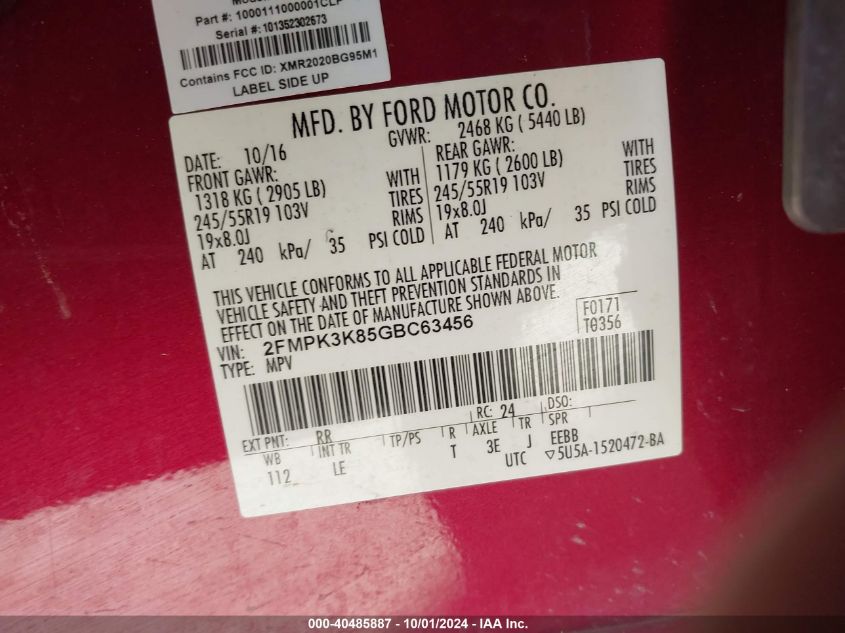 Part #: 1000111000001CLP
Serial #: 101352302673
Contains FCC ID: XMR2020BG95M1
LABEL SIDE UP
MFD. BY FORD MOTOR CO.
DATE: 10/16
GVWR: 2468 KG ( 5440 LB)
FRONT GAWR:
1318 KG ( 2905 LB) WITH
245/55R19 103V TIRES
19x8.0J RIMS
AT 240 kPa/ 35 PSI COLD
REAR GAWR: WITH
1179 KG ( 2600 LB) TIRES
245/55R19 103V RIMS
19x8.0J
AT 240 kPa/ 35 PSI COLD
THIS VEHICLE CONFORMS TO ALL APPLICABLE FEDERAL MOTOR
VEHICLE SAFETY AND THEFT PREVENTION STANDARDS IN
EFFECT ON THE DATE OF MANUFACTURE SHOWN ABOVE.
VIN: 2FMPK3K85GBC63456
TYPE: MPV
F0171
T0356
EXT PNT: RR RC: 24 DSO:
WB INT TR TP/PS R AXLE TR SPR
112 LE T 3E J EEBB
UTC ▽5U5A-1520472-BA
000-40485887 - 10/01/2024 - IAA Inc.